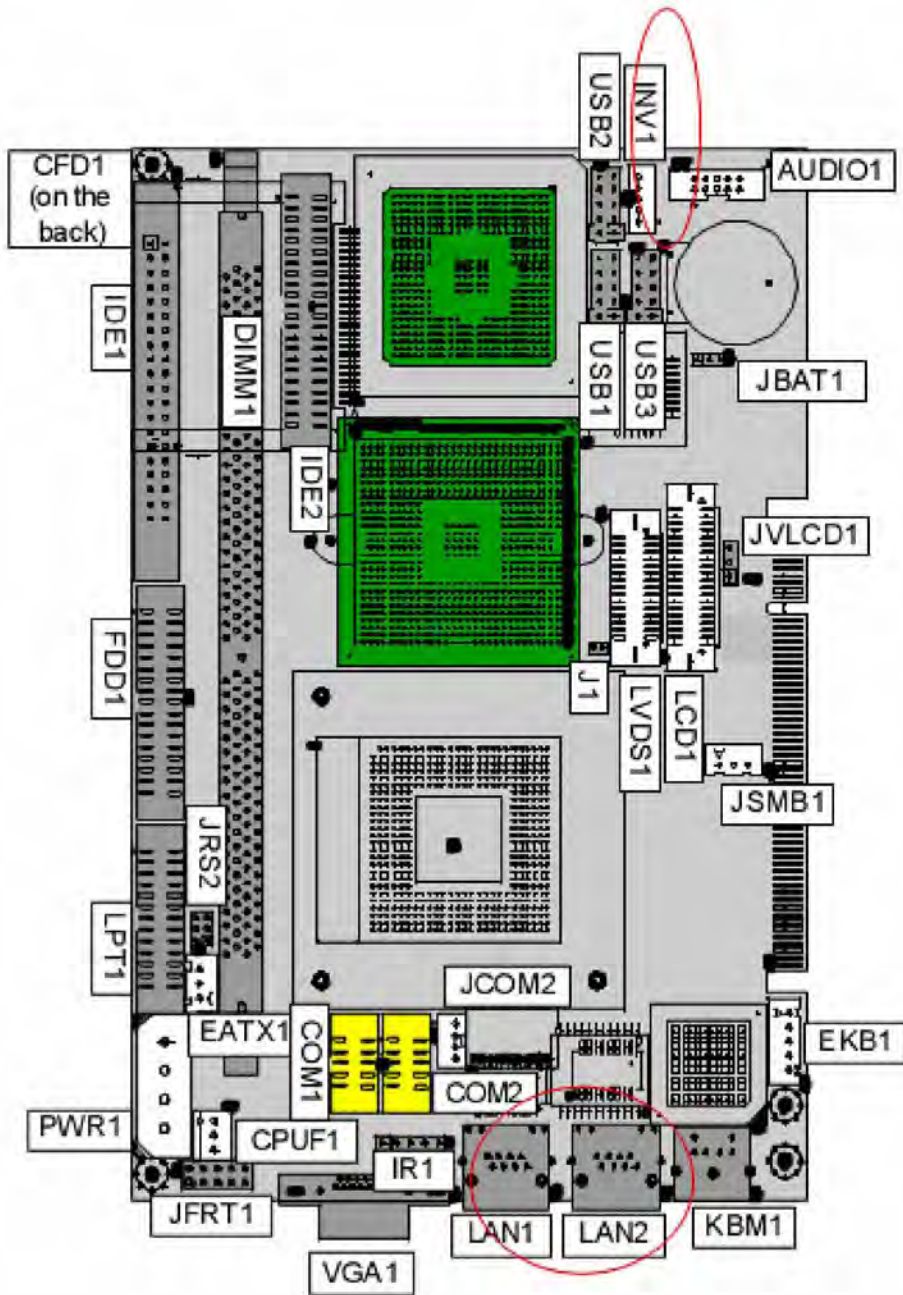 USB2
INV1
CFD1
(on the
back)
AUDIO1
IDE1
DIMM1
USB1
USB3
JBAT1
IDE2
JVLCD1
FDD1
J1
LVDS1
LCD1
JSMB1
JRS2
LPT1
JCOM2
EATX1
COM1
EKB1
COM2
PWR1
CPUF1
IR1
JFRT1
LAN1
LAN2
KBM1
VGA1